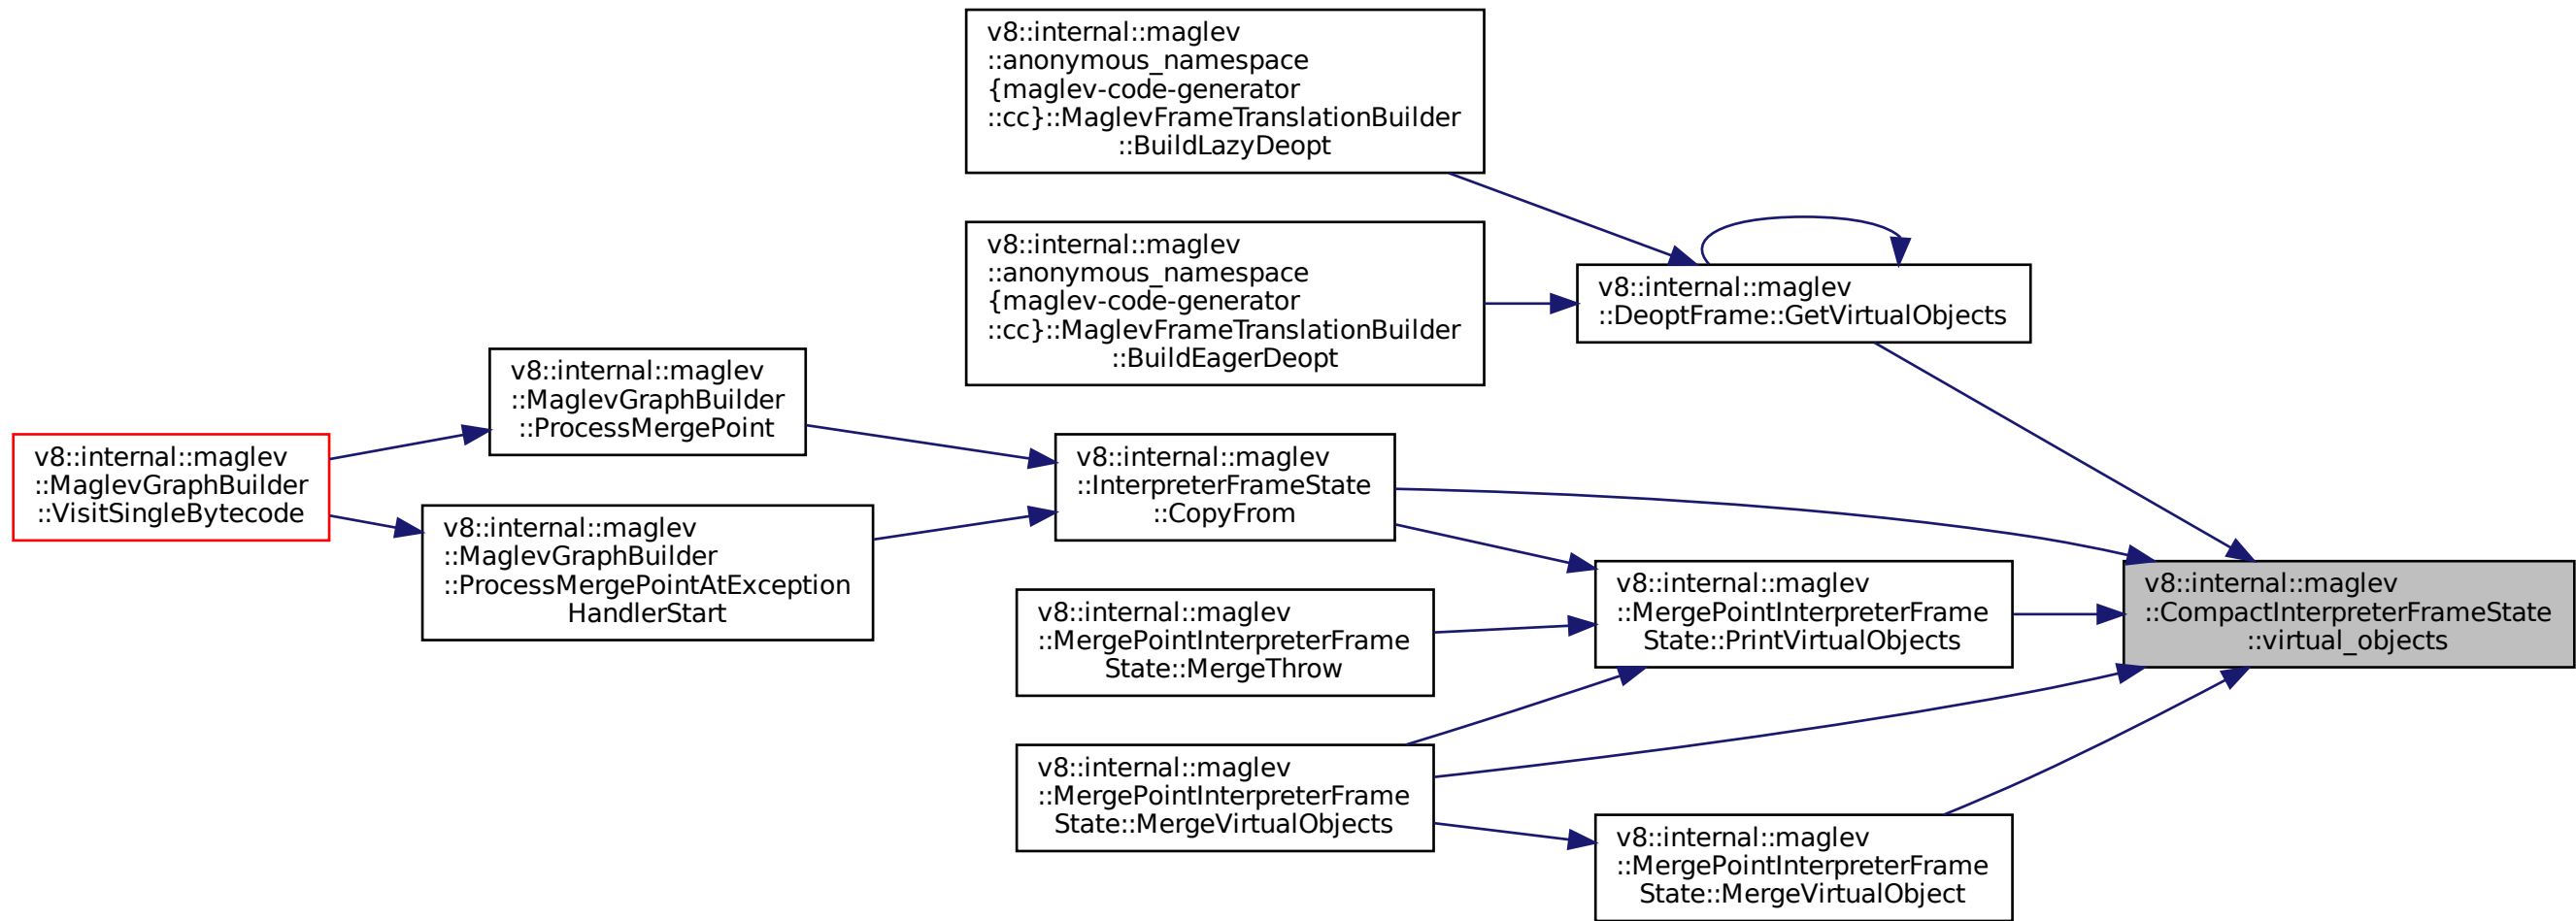 v8::internal::maglev
::anonymous_namespace
{maglev-code-generator
::cc}::MaglevFrameTranslationBuilder
::BuildLazyDeopt
v8::internal::maglev
::anonymous_namespace
{maglev-code-generator
::cc}::MaglevFrameTranslationBuilder
::BuildEagerDeopt
v8::internal::maglev
::DeoptFrame::GetVirtualObjects
v8::internal::maglev
::MaglevGraphBuilder
::ProcessMergePoint
v8::internal::maglev
::MaglevGraphBuilder
::VisitSingleBytecode
v8::internal::maglev
::InterpreterFrameState
::CopyFrom
v8::internal::maglev
::MaglevGraphBuilder
::ProcessMergePointAtException
HandlerStart
v8::internal::maglev
::MergePointInterpreterFrame
State::PrintVirtualObjects
v8::internal::maglev
::CompactInterpreterFrameState
::virtual_objects
v8::internal::maglev
::MergePointInterpreterFrame
State::MergeThrow
v8::internal::maglev
::MergePointInterpreterFrame
State::MergeVirtualObjects
v8::internal::maglev
::MergePointInterpreterFrame
State::MergeVirtualObject